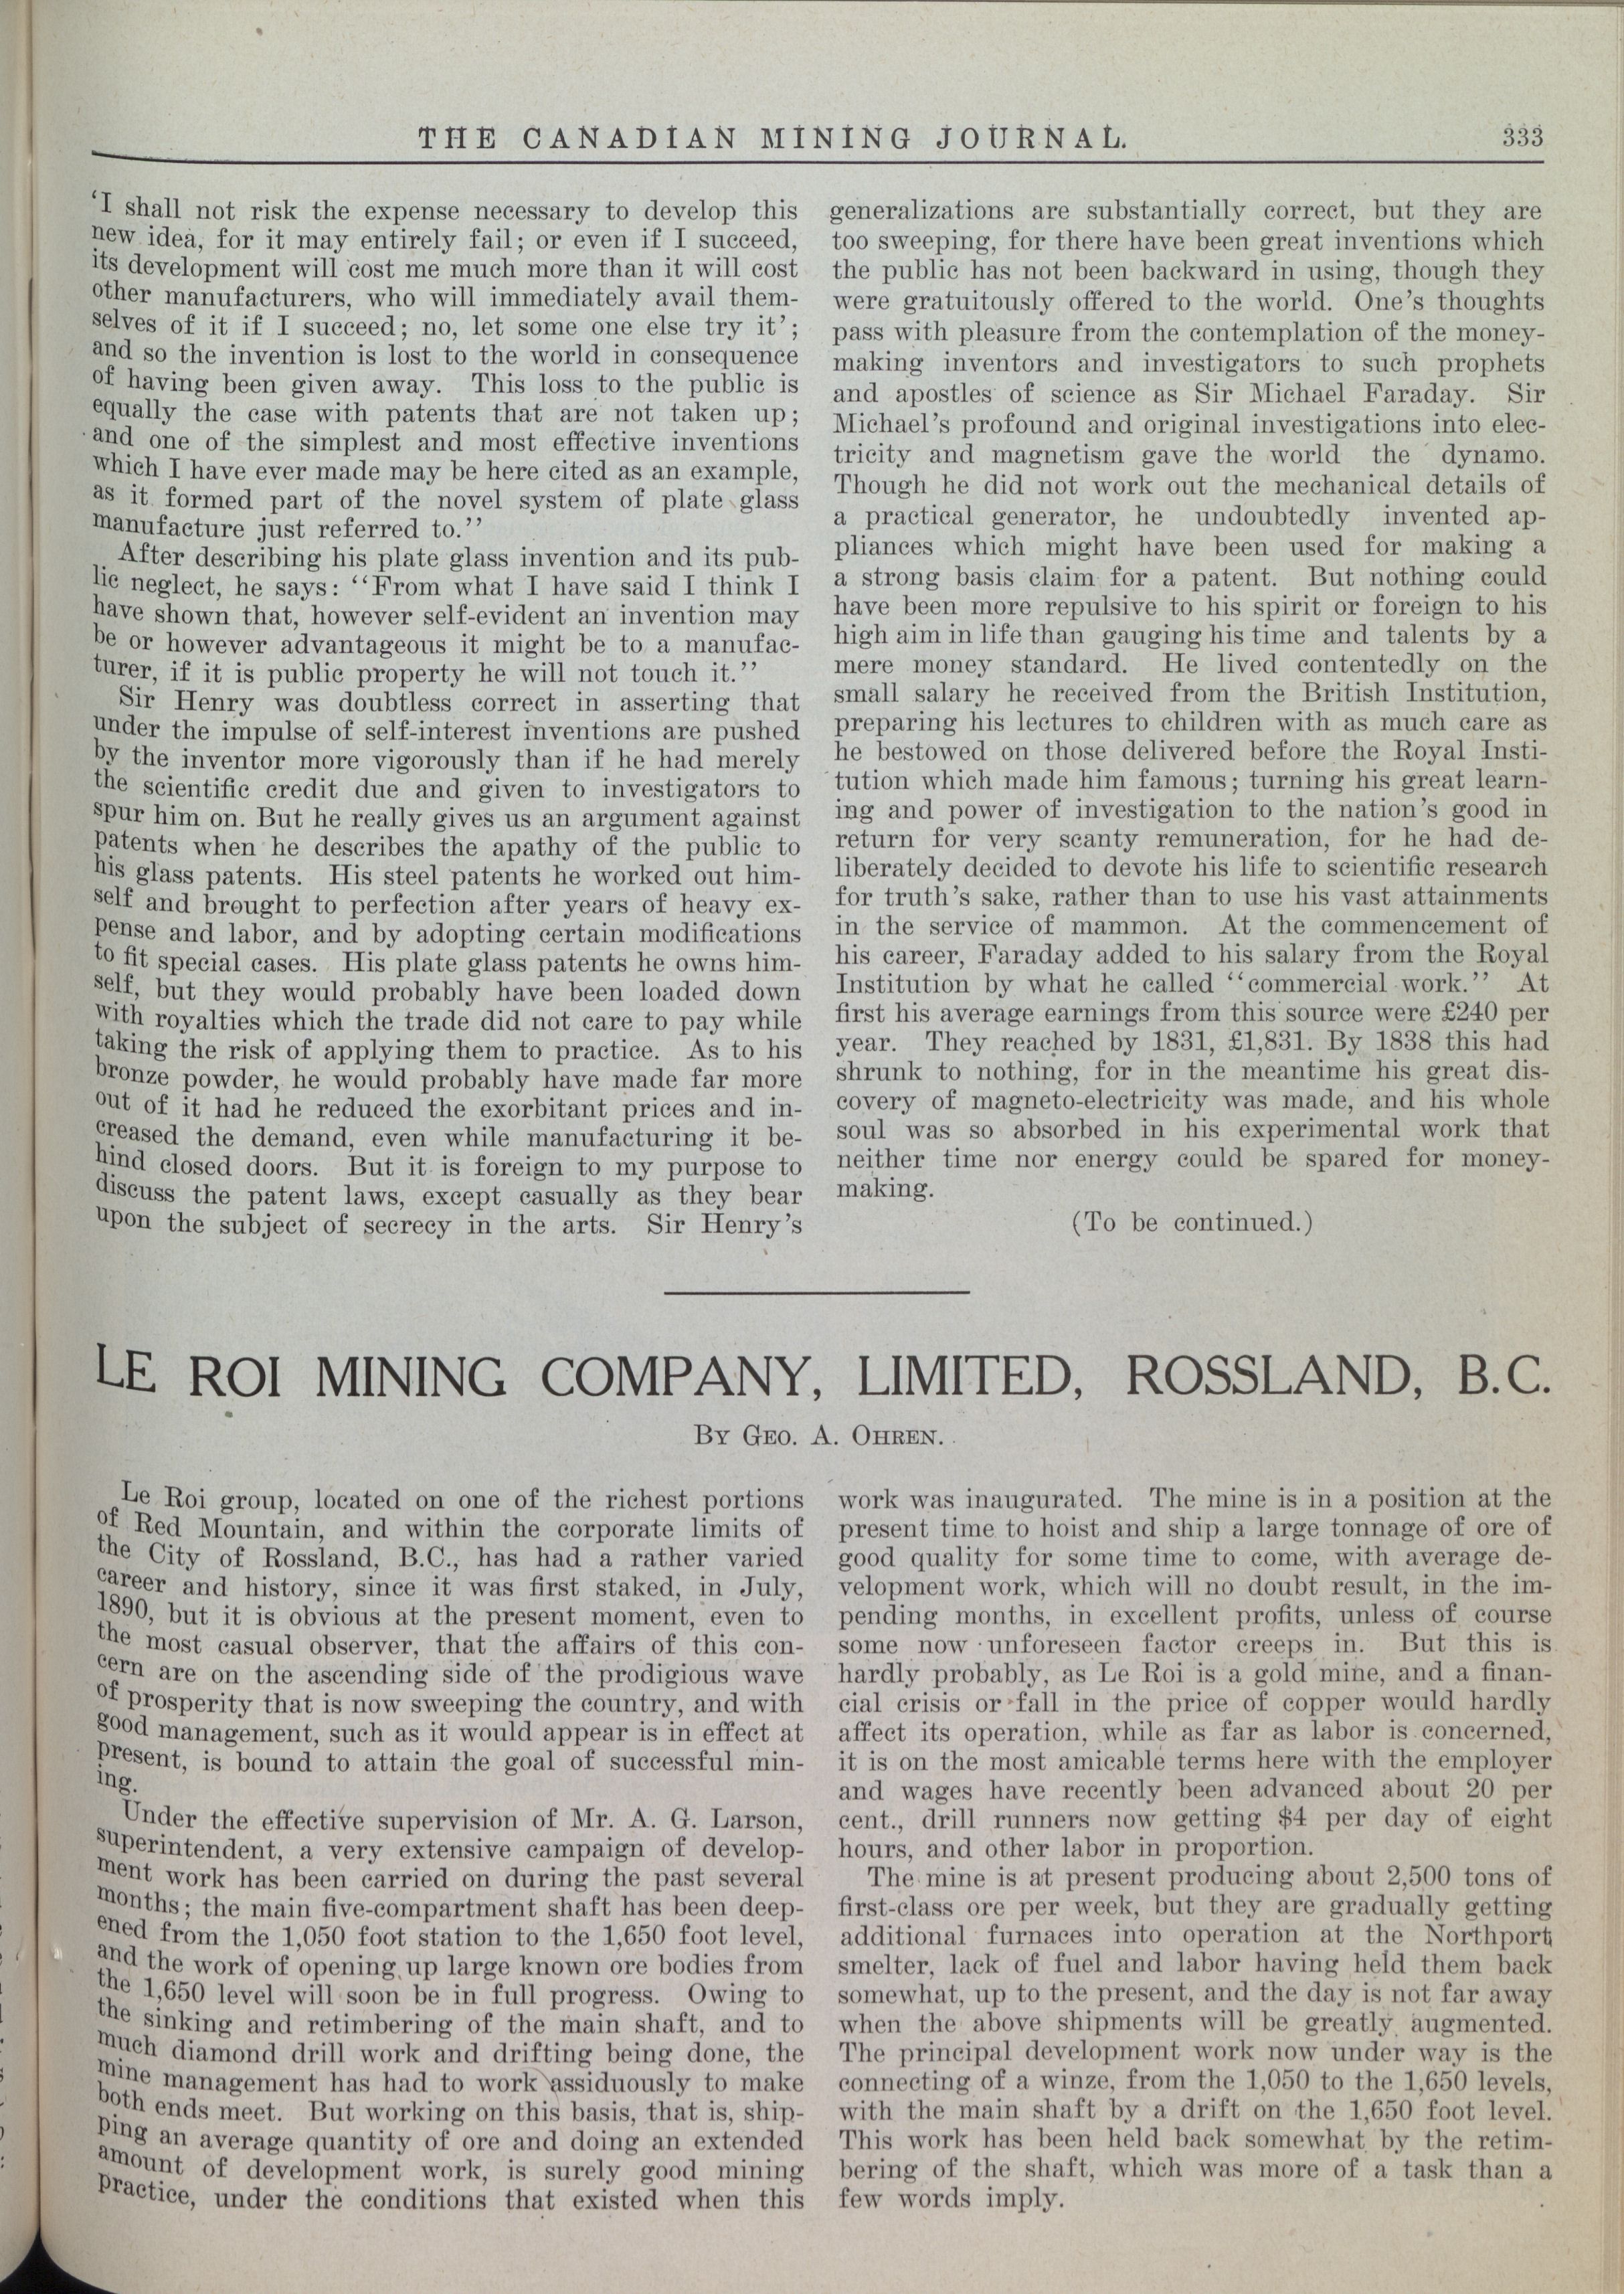 THE CANADIAN MINING JOURNAL.
333
'I shall not risk the expense necessary to develop this
new idea, for it may entirely fail; or even if I succeed,
its development will cost me much more than it will cost
other manufacturers, who will immediately avail them-
selves of it if I succeed; no, let some one else try it';
and so the invention is lost to the world in consequence
of having been given away. This loss to the public is
equally the case with patents that are not taken up;
and one of the simplest and most effective inventions
which I have ever made may be here cited as an example,
as it formed part of the novel system of plate glass
manufacture just referred to.''
After describing his plate glass invention and its pub-
lic neglect, he says: ''From what I have said I think I
have shown that, however self-evident an invention may
be or however advantageous it might be to a manufac-
turer, if it is public property he will not touch it.''
Sir Henry was doubtless correct in asserting that
under the impulse of self-interest inventions are pushed
by the inventor more vigorously than if he had merely
the scientific credit due and given to investigators to
spur him on. But he really gives us an argument against
patents when he describes the apathy of the public to
his glass patents. His steel patents he worked out him-
self and brought to perfection after years of heavy ex-
pense and labor, and by adopting certain modifications
to fit special cases. His plate glass patents he owns him-
self, but they would probably have been loaded down
with royalties which the trade did not care to pay while
taking the risk of applying them to practice. As to his
bronze powder, he would probably have made far more
out of it had he reduced the exorbitant prices and in-
creased the demand, even while manufacturing it be-
hind closed doors. But it is foreign to my purpose to
discuss the patent laws, except casually as they bear
upon the subject of secrecy in the arts. Sir Henry's
generalizations are substantially correct, but they are
too sweeping, for there have been great inventions which
the public has not been backward in using, though they
were gratuitously offered to the world. One's thoughts
pass with pleasure from the contemplation of the money-
making inventors and investigators to such prophets
and apostles of science as Sir Michael Faraday. Sir
Michael's profound and original investigations into elec-
tricity and magnetism gave the world the dynamo.
Though he did not work out the mechanical details of
a practical generator, he undoubtedly invented ap-
pliances which might have been used for making a
a strong basis claim for a patent. But nothing could
have been more repulsive to his spirit or foreign to his
high aim in life than gauging his time and talents by a
mere money standard. He lived contentedly on the
small salary he received from the British Institution,
preparing his lectures to children with as much care as
he bestowed on those delivered before the Royal Insti-
tution which made him famous; turning his great learn-
ing and power of investigation to the nation's good in
return for very scanty remuneration, for he had de-
liberately decided to devote his life to scientific research
for truth's sake, rather than to use his vast attainments
in the service of mammon. At the commencement of
his career, Faraday added to his salary from the Royal
Institution by what he called ''commercial work.'' At
first his average earnings from this source were £240 per
year. They reached by 1831, £1,831. By 1838 this had
shrunk to nothing, for in the meantime his great dis-
covery of magneto-electricity was made, and his whole
soul was so absorbed in his experimental work that
neither time nor energy could be spared for money-
making.
(To be continued.)
LE ROI MINING COMPANY, LIMITED, ROSSLAND, B.C.
By Geo. A. Ohren.
Le Roi group, located on one of the richest portions
of Red Mountain, and within the corporate limits of
the City of Rossland, B.C., has had a rather varied
career and history, since it was first staked, in July,
1890, but it is obvious at the present moment, even to
the most casual observer, that the affairs of this con-
cern are on the ascending side of the prodigious wave
of prosperity that is now sweeping the country, and with
good management, such as it would appear is in effect at
present, is bound to attain the goal of successful min-
ing.
Under the effective supervision of Mr. A. G. Larson,
superintendent, a very extensive campaign of develop-
ment work has been carried on during the past several
months; the main five-compartment shaft has been deep-
ened from the 1,050 foot station to the 1,650 foot level,
and the work of opening up large known ore bodies from
the 1,650 level will soon be in full progress. Owing to
the sinking and retimbering of the main shaft, and to
much diamond drill work and drifting being done, the
mine management has had to work assiduously to make
both ends meet. But working on this basis, that is, ship-
ping an average quantity of ore and doing an extended
amount of development work, is surely good mining
practice, under the conditions that existed when this
work was inaugurated. The mine is in a position at the
present time to hoist and ship a large tonnage of ore of
good quality for some time to come, with average de-
velopment work, which will no doubt result, in the im-
pending months, in excellent profits, unless of course
some now unforeseen factor creeps in. But this is
hardly probably, as Le Roi is a gold mine, and a finan-
cial crisis or fall in the price of copper would hardly
affect its operation, while as far as labor is concerned,
it is on the most amicable terms here with the employer
and wages have recently been advanced about 20 per
cent., drill runners now getting $4 per day of eight
hours, and other labor in proportion.
The mine is at present producing about 2,500 tons of
first-class ore per week, but they are gradually getting
additional furnaces into operation at the Northport
smelter, lack of fuel and labor having held them back
somewhat, up to the present, and the day is not far away
when the above shipments will be greatly augmented.
The principal development work now under way is the
connecting of a winze, from the 1,050 to the 1,650 levels,
with the main shaft by a drift on the 1,650 foot level.
This work has been held back somewhat by the retim-
bering of the shaft, which was more of a task than a
few words imply.